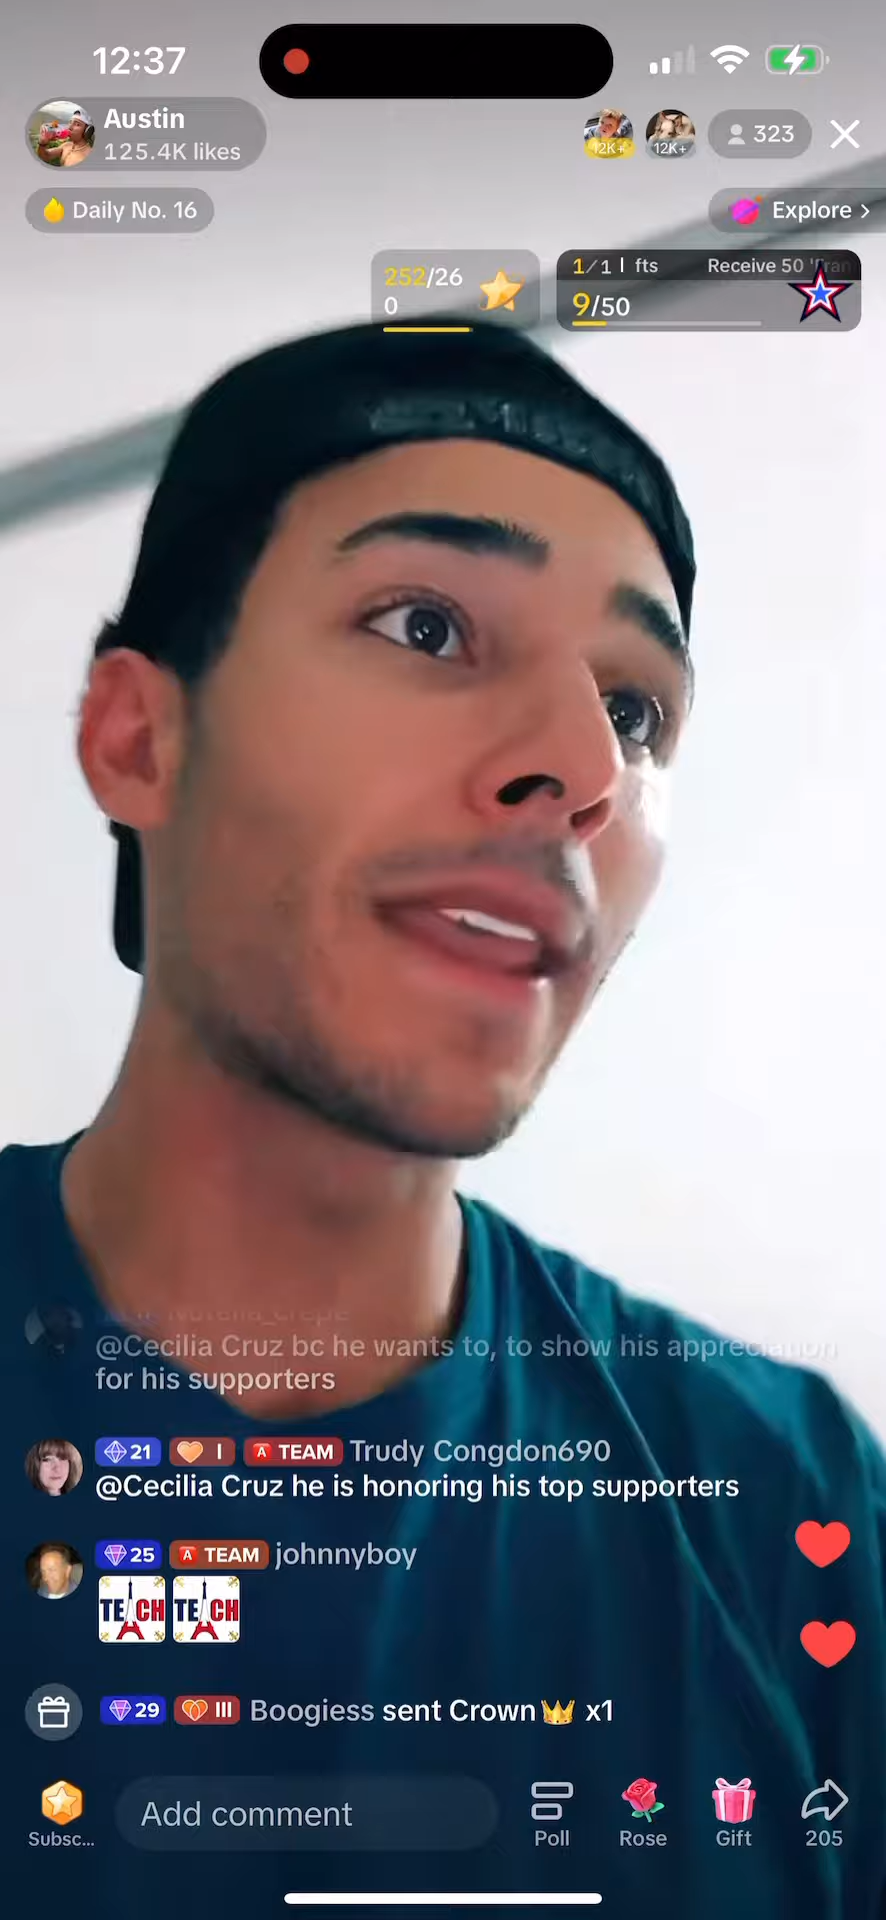 12:37
Austin
125.4K likes
12K+
12K+
323
Daily No. 16
Explore >
252/26
0
1/1
fts
Receive 50
9/50
@Cecilia Cruz bc he wants to, to show his appreciation
for his supporters
21 I A TEAM Trudy Congdon690
@Cecilia Cruz he is honoring his top supporters
25 A TEAM johnnyboy
TEACH TEACH
29 III Boogiess sent Crown x1
Subsc...
Add comment
Poll
Rose
Gift
205